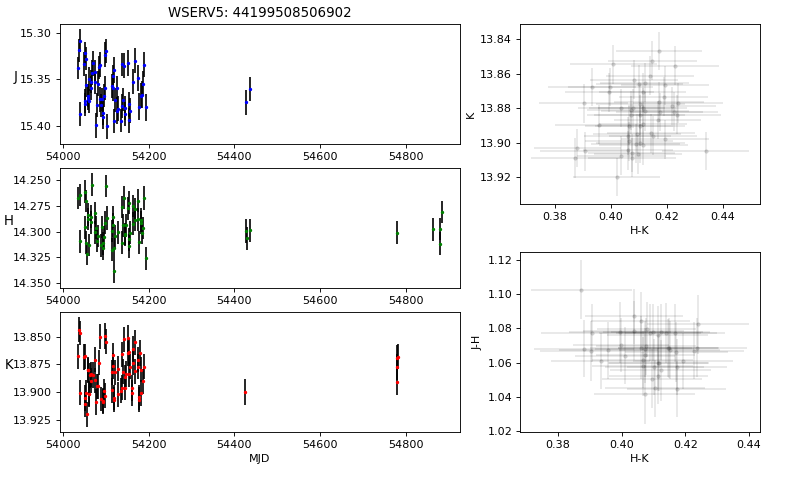 WSERV5: 44199508506902
15.30
15.35
15.40
J
54000 54200 54400 54600 54800
14.250
14.275
14.300
14.325
14.350
H
54000 54200 54400 54600 54800
13.850
13.875
13.900
13.925
K
54000 54200 54400 54600 54800
MJD
13.84
13.86
13.88
13.90
13.92
K
0.38 0.40 0.42 0.44
H-K
1.12
1.10
1.08
1.06
1.04
1.02
J-H
0.38 0.40 0.42 0.44
H-K